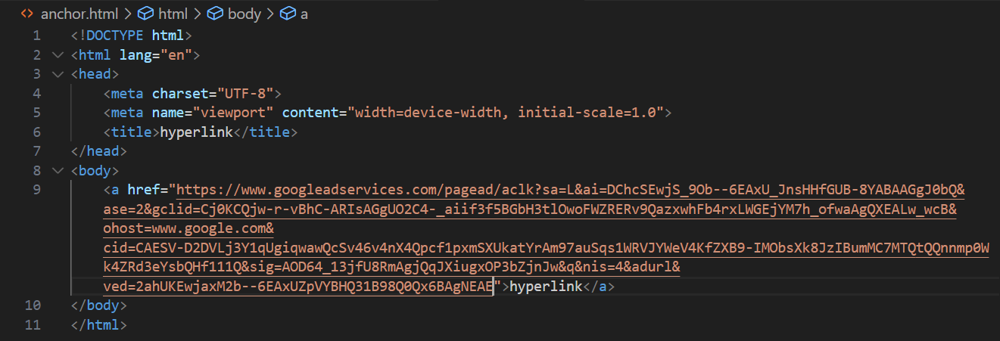 anchor.html > html > body > a
1 <!DOCTYPE html>
2 <html lang="en">
3 <head>
4 <meta charset="UTF-8">
5 <meta name="viewport" content="width=device-width, initial-scale=1.0">
6 <title>hyperlink</title>
7 </head>
8 <body>
9 <a href="https://www.googleadservices.com/pagead/aclk?sa=L&ai=DChcSEwjS_9Ob--6EAxU_JnsHHfGUB-8YABAAGgJ0bQ&
ase=2&gclid=Cj0KCQjw-r-vBhC-ARIsAGgUO2C4-_aiif3f5BGbH3tlOwoFWZRERv9QazxwhFb4rxLWGEjYM7h_ofwaAgQXEALw_wcB&
ohost=www.google.com&
cid=CAESV-D2DVLj3Y1qUgiqwawQcSv46v4nX4Qpcf1pxmSXUkatYrAm97auSqs1WRVJYWeV4KfZXB9-IMObsXk8JzIBumMC7MTQtQQnnmp0W
k4ZRd3eYsbQHf111Q&sig=AOD64_13jfU8RmAgjQqJXiugxOP3bZjnJw&q&nis=4&adurl&
ved=2ahUKEwjaxM2b--6EAxUZpVYBHQ31B98Q0Qx6BAgNEAE">hyperlink</a>
10 </body>
11 </html>